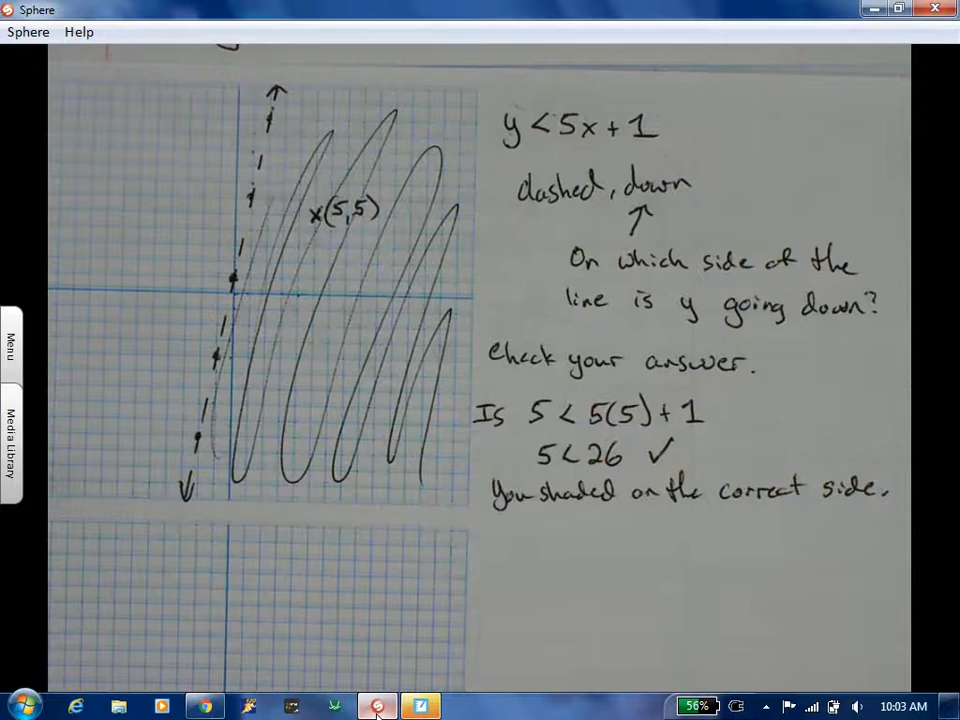 Sphere
Sphere Help
y < 5x + 1
dashed, down
On which side of the
line is y going down?
x(5,5)
Check your answer.
Is 5 < 5(5) + 1
5 < 26 ✓
You shaded on the correct side.
Menu
Media Library
56%
10:03 AM